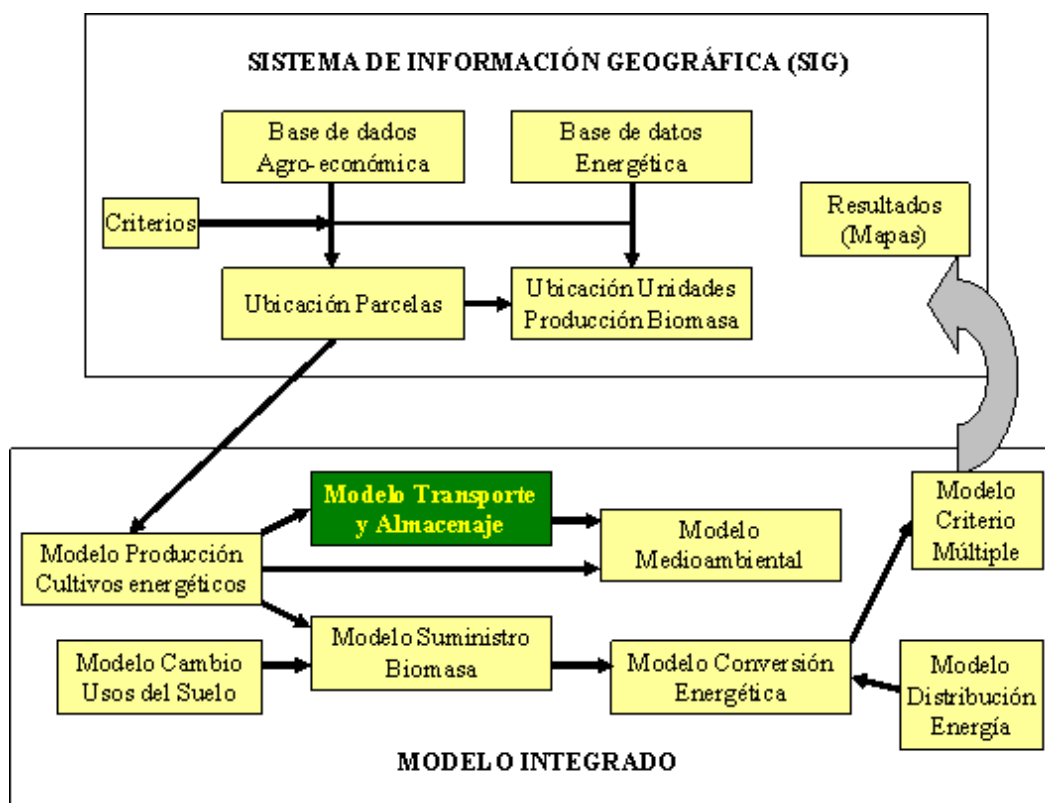 SISTEMA DE INFORMACIÓN GEOGRÁFICA (SIG)
Base de dados
Agro-económica
Base de datos
Energética
Criterios
Resultados
(Mapas)
Ubicación Parcelas
Ubicación Unidades
Producción Biomasa
Modelo Transporte
y Almacenaje
Modelo
Medioambiental
Modelo
Criterio
Múltiple
Modelo Producción
Cultivos energéticos
Modelo Suministro
Biomasa
Modelo Cambio
Usos del Suelo
Modelo Conversión
Energética
Modelo
Distribución
Energía
MODELO INTEGRADO